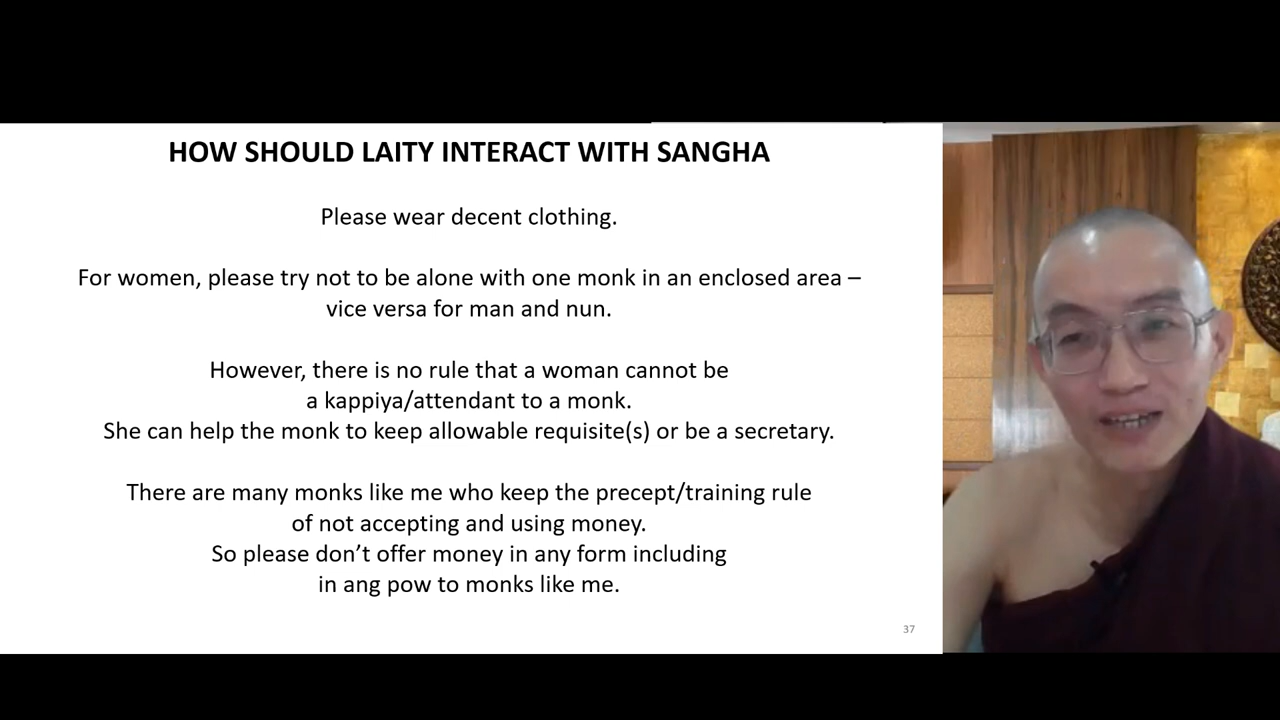 HOW SHOULD LAITY INTERACT WITH SANGHA
Please wear decent clothing.
For women, please try not to be alone with one monk in an enclosed area –
vice versa for man and nun.
However, there is no rule that a woman cannot be
a kappiya/attendant to a monk.
She can help the monk to keep allowable requisite(s) or be a secretary.
There are many monks like me who keep the precept/training rule
of not accepting and using money.
So please don’t offer money in any form including
in ang pow to monks like me.
37